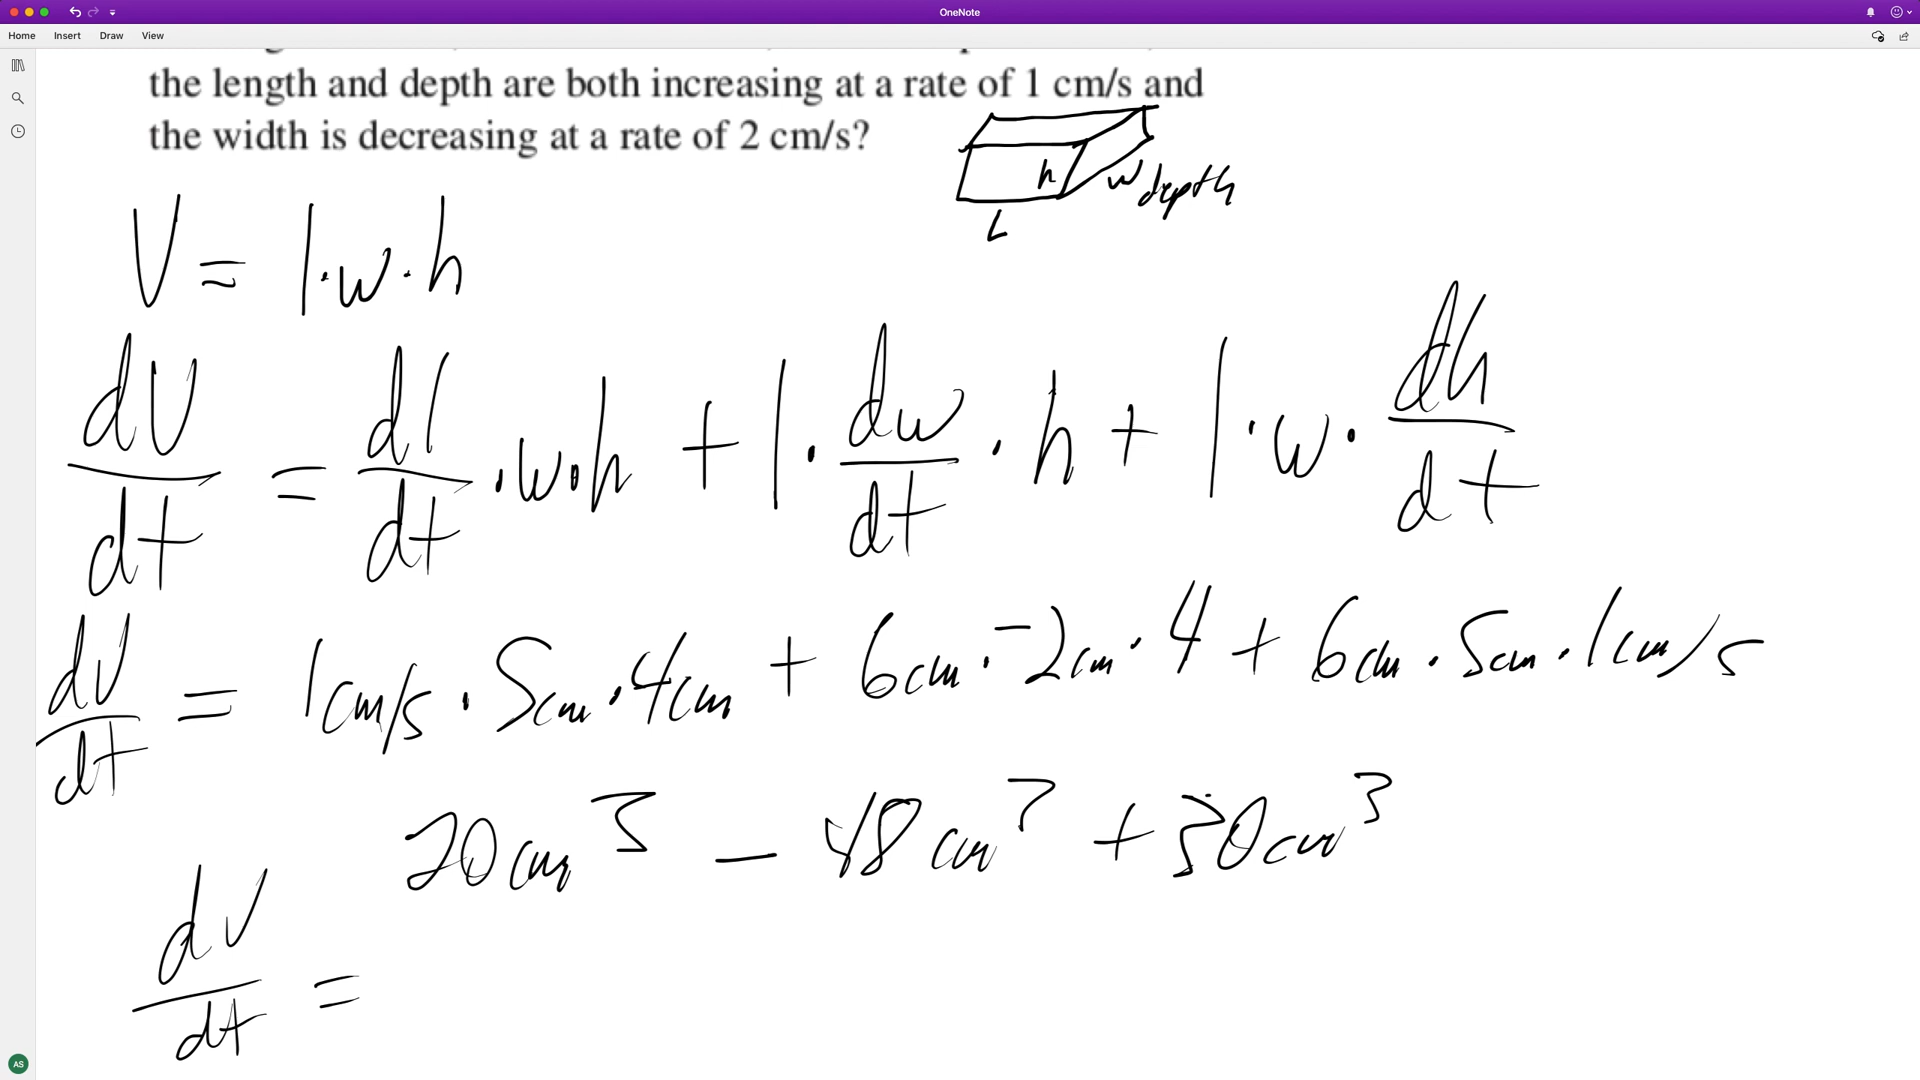 OneNote
Home Insert Draw View
the length and depth are both increasing at a rate of 1 cm/s and
the width is decreasing at a rate of 2 cm/s?
h w depth
L
V = l·w·h
dV/dt = dl/dt ·w·h + l · dw/dt · h + l · w · dh/dt
dV/dt = 1cm/s · 5cm · 4cm + 6cm · -2cm · 4 + 6cm · 5cm · 1cm/s
20cm³ - 48cm³ + 30cm³
dV/dt =
AS